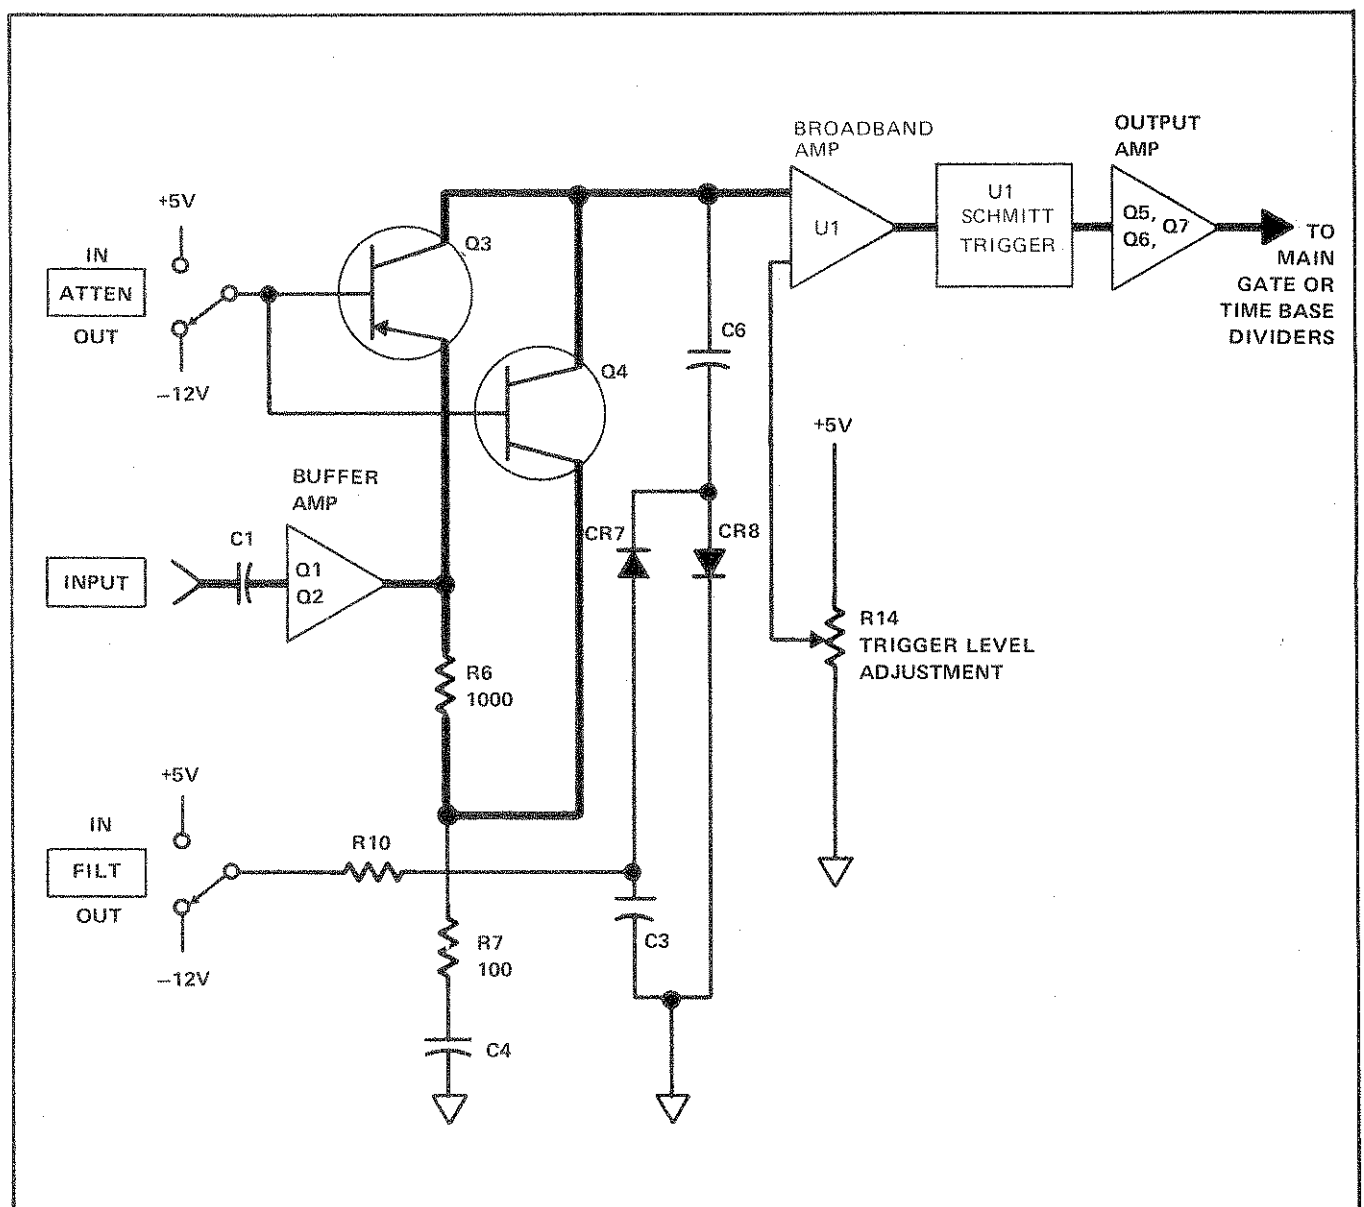 BROADBAND
AMP
OUTPUT
AMP
+5V
IN
ATTEN
OUT
−12V
Q3
Q4
U1
U1
SCHMITT
TRIGGER
Q5,
Q6, Q7
TO
MAIN
GATE OR
TIME BASE
DIVIDERS
C6
+5V
BUFFER
AMP
C1
INPUT
Q1
Q2
CR7
CR8
R14
TRIGGER LEVEL
ADJUSTMENT
R6
1000
+5V
IN
FILT
OUT
−12V
R10
R7
100
C3
C4